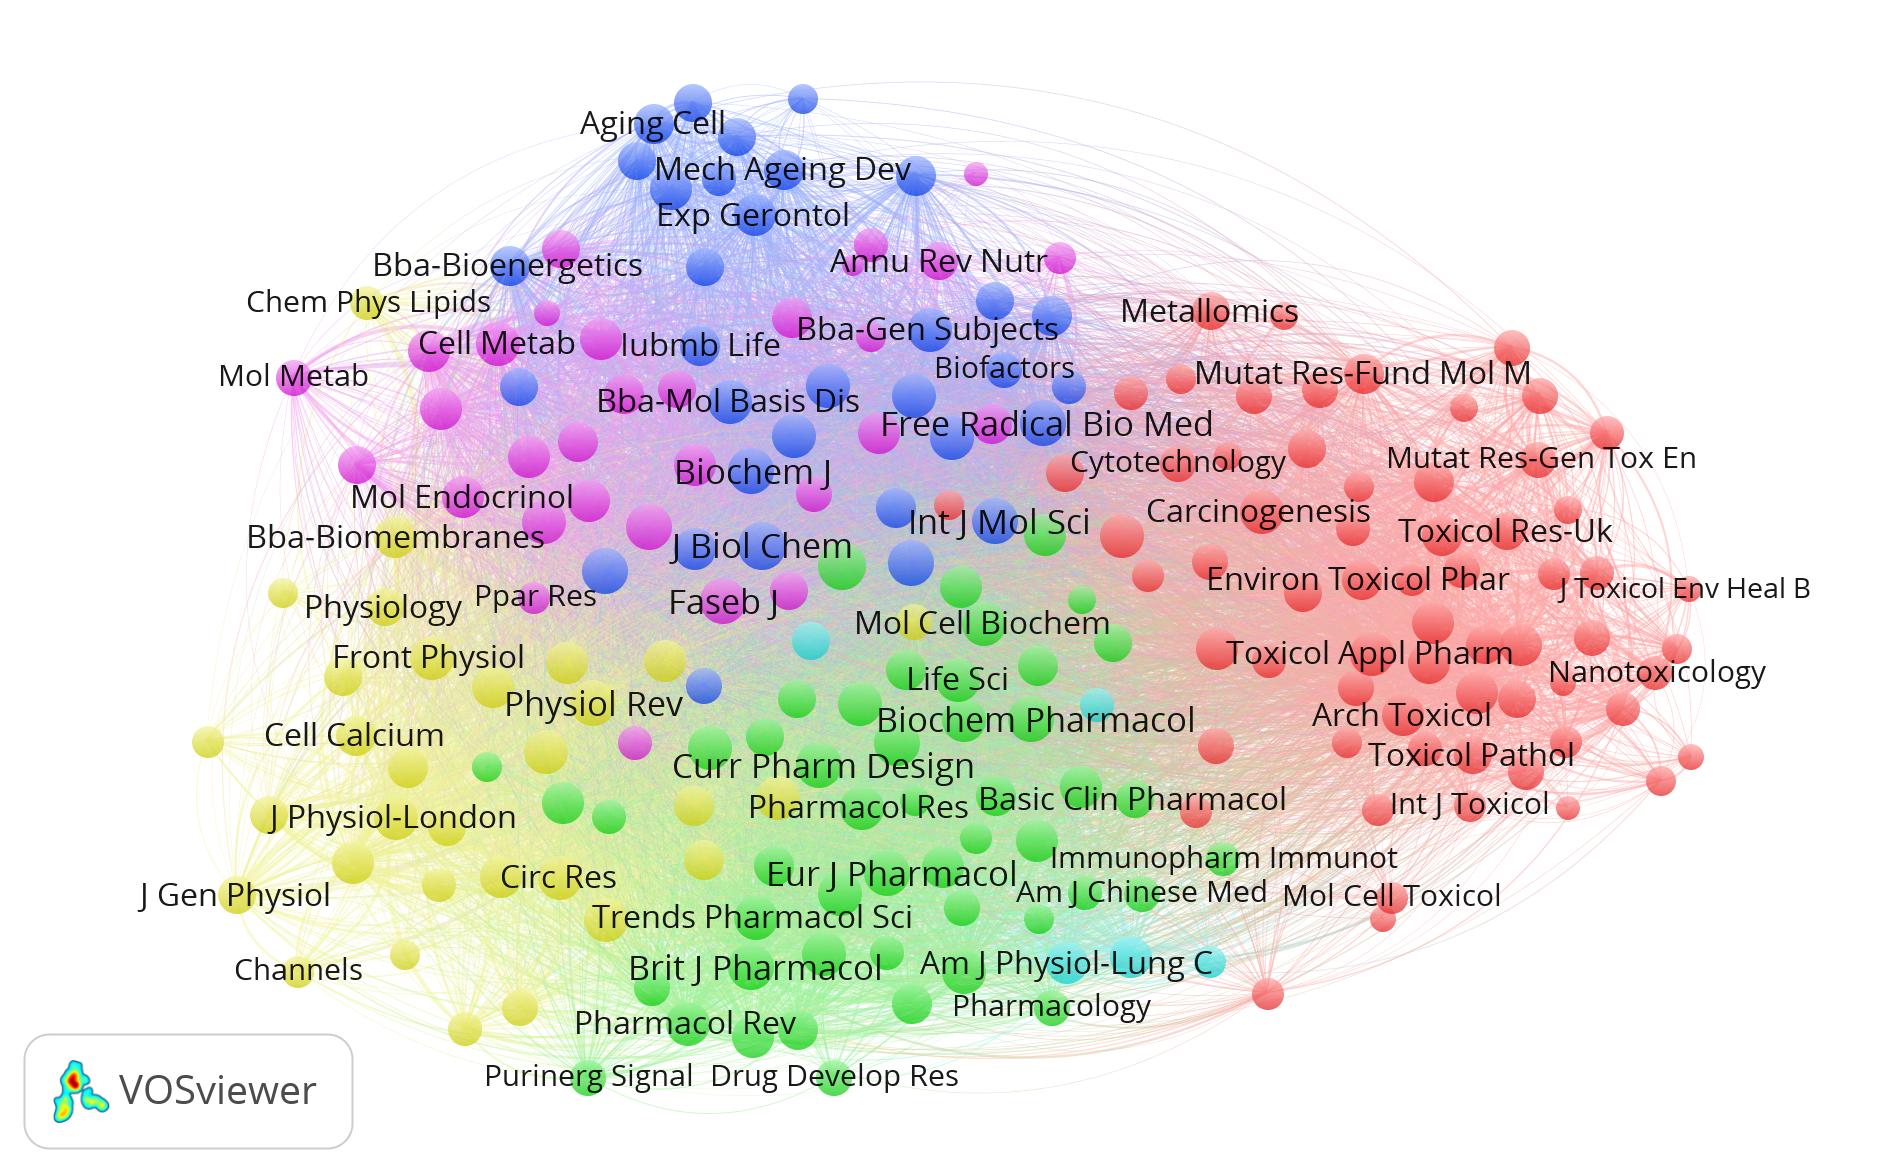 Aging Cell
Mech Ageing Dev
Exp Gerontol
Bba-Bioenergetics
Annu Rev Nutr
Chem Phys Lipids
Metallomics
Cell Metab
Iubmb Life
Bba-Gen Subjects
Biofactors
Mol Metab
Mutat Res-Fund Mol M
Bba-Mol Basis Dis
Free Radical Bio Med
Biochem J
Cytotechnology
Mutat Res-Gen Tox En
Mol Endocrinol
Carcinogenesis
Int J Mol Sci
Bba-Biomembranes
Toxicol Res-Uk
J Biol Chem
Environ Toxicol Phar
J Toxicol Env Heal B
Physiology
Ppar Res
Faseb J
Mol Cell Biochem
Front Physiol
Toxicol Appl Pharm
Nanotoxicology
Life Sci
Physiol Rev
Biochem Pharmacol
Arch Toxicol
Cell Calcium
Toxicol Pathol
Curr Pharm Design
Pharmacol Res
Basic Clin Pharmacol
Int J Toxicol
J Physiol-London
Immunopharm Immunot
Circ Res
Eur J Pharmacol
Am J Chinese Med
Mol Cell Toxicol
J Gen Physiol
Trends Pharmacol Sci
Channels
Brit J Pharmacol
Am J Physiol-Lung C
Pharmacology
Pharmacol Rev
Purinerg Signal
Drug Develop Res
VOSviewer